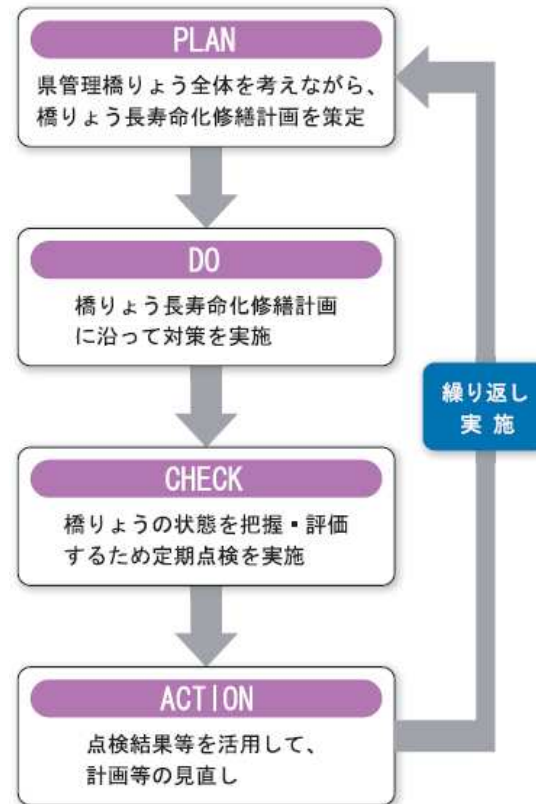 PLAN
県管理橋りょう全体を考えながら、
橋りょう長寿命化修繕計画を策定
DO
橋りょう長寿命化修繕計画
に沿って対策を実施
繰り返し
実施
CHECK
橋りょうの状態を把握・評価
するため定期点検を実施
ACTION
点検結果等を活用して、
計画等の見直し